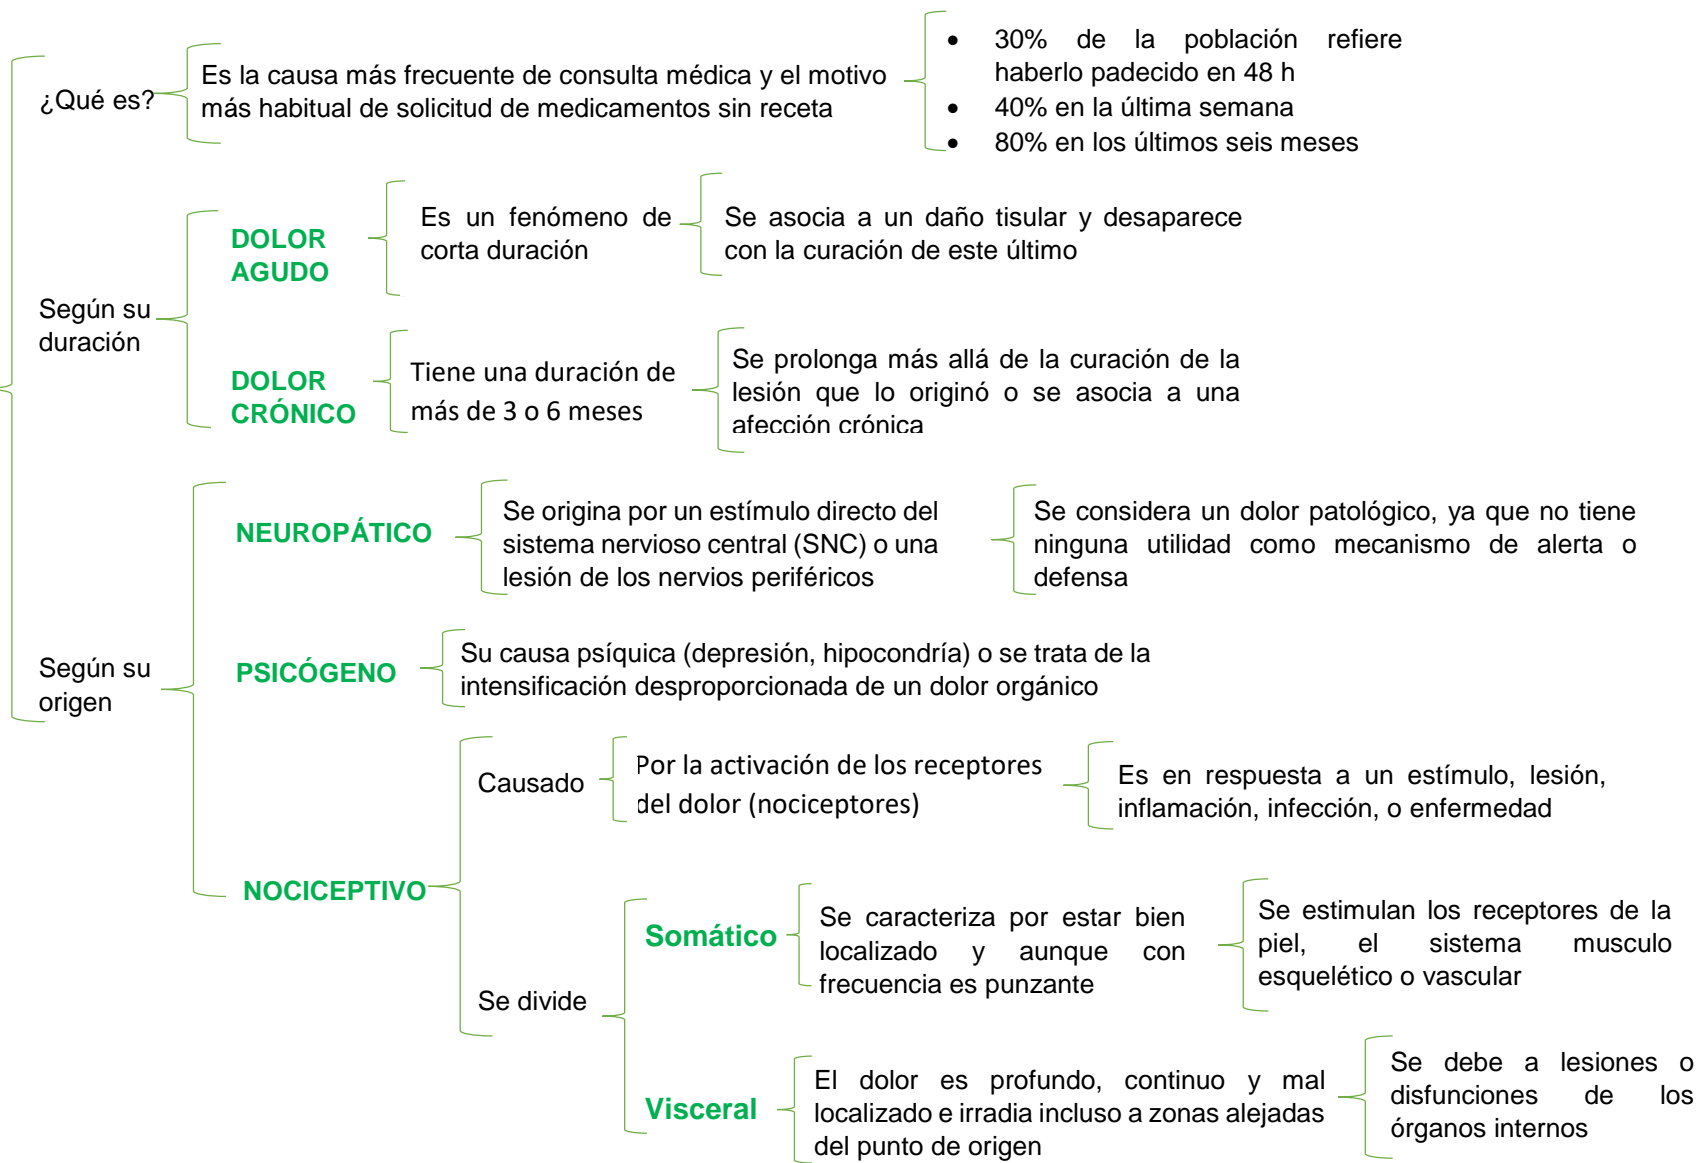 ¿Qué es?
Es la causa más frecuente de consulta médica y el motivo
más habitual de solicitud de medicamentos sin receta
• 30% de la población refiere
haberlo padecido en 48 h
• 40% en la última semana
• 80% en los últimos seis meses
Según su
duración
DOLOR
AGUDO
Es un fenómeno de
corta duración
Se asocia a un daño tisular y desaparece
con la curación de este último
DOLOR
CRÓNICO
Tiene una duración de
más de 3 o 6 meses
Se prolonga más allá de la curación de la
lesión que lo originó o se asocia a una
afección crónica
Según su
origen
NEUROPÁTICO
Se origina por un estímulo directo del
sistema nervioso central (SNC) o una
lesión de los nervios periféricos
Se considera un dolor patológico, ya que no tiene
ninguna utilidad como mecanismo de alerta o
defensa
PSICÓGENO
Su causa psíquica (depresión, hipocondría) o se trata de la
intensificación desproporcionada de un dolor orgánico
NOCICEPTIVO
Causado
Por la activación de los receptores
del dolor (nociceptores)
Es en respuesta a un estímulo, lesión,
inflamación, infección, o enfermedad
Se divide
Somático
Se caracteriza por estar bien
localizado y aunque con
frecuencia es punzante
Se estimulan los receptores de la
piel, el sistema musculo
esquelético o vascular
Visceral
El dolor es profundo, continuo y mal
localizado e irradia incluso a zonas alejadas
del punto de origen
Se debe a lesiones o
disfunciones de los
órganos internos